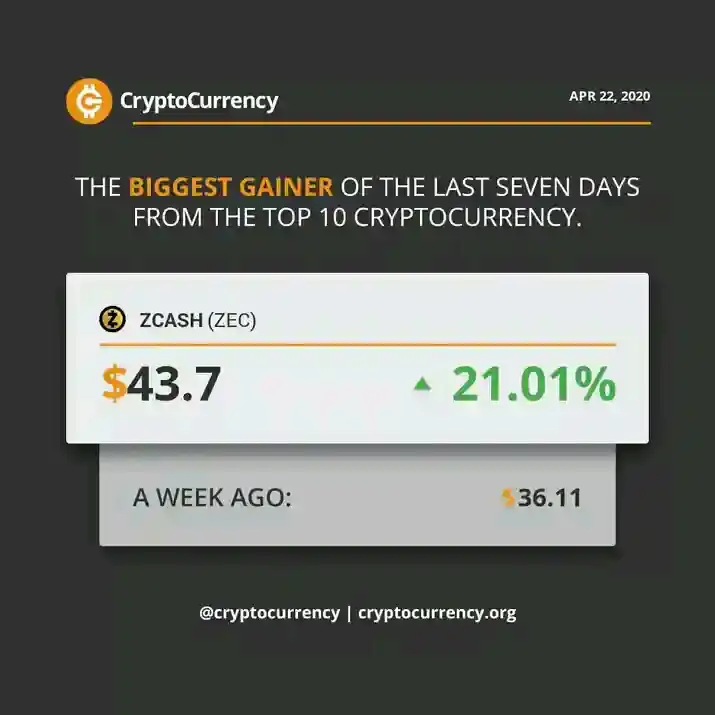 CryptoCurrency
APR 22, 2020
THE BIGGEST GAINER OF THE LAST SEVEN DAYS
FROM THE TOP 10 CRYPTOCURRENCY.
ZCASH (ZEC)
$43.7
▲ 21.01%
A WEEK AGO:
$36.11
@cryptocurrency | cryptocurrency.org